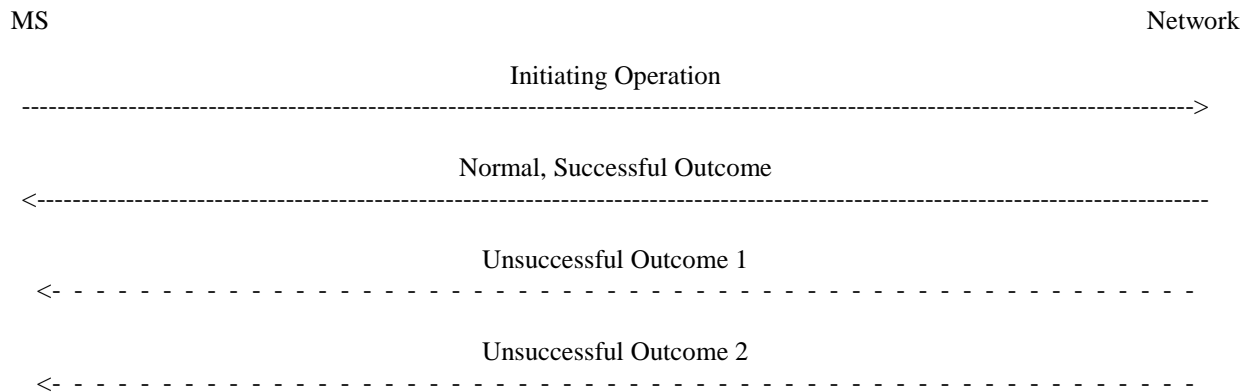 MS Network
Initiating Operation
----------------------------------------------------------------------------------------------------------------------------------------->
Normal, Successful Outcome
<-----------------------------------------------------------------------------------------------------------------------------------------
Unsuccessful Outcome 1
<- - - - - - - - - - - - - - - - - - - - - - - - - - - - - - - - - - - - - - - - - - - - - - - - - - - -
Unsuccessful Outcome 2
<- - - - - - - - - - - - - - - - - - - - - - - - - - - - - - - - - - - - - - - - - - - - - - - - - - - -